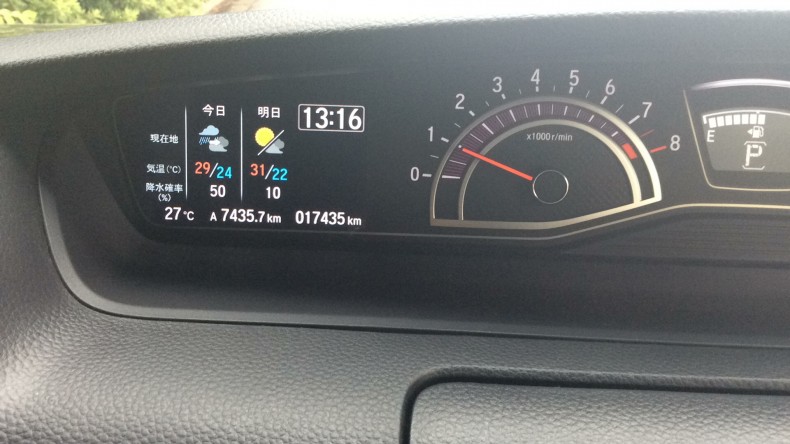 今日 明日 13:16
現在地
気温(℃) 29/24 31/22
降水確率(%) 50 10
27℃ A 7435.7km 017435km
0 1 2 3 4 5 6 7 8
x1000r/min
E
P